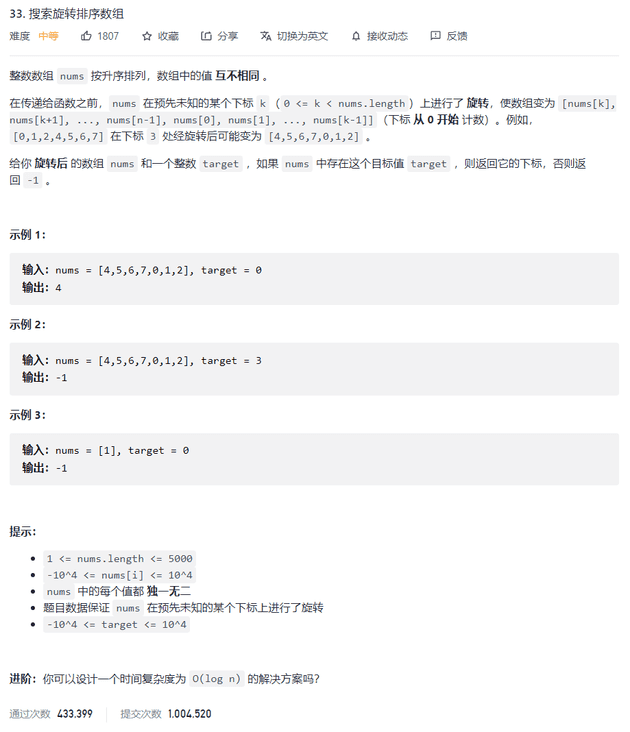 33. 搜索旋转排序数组
难度 中等 1807 收藏 分享 切换为英文 接收动态 反馈
整数数组 nums 按升序排列，数组中的值 互不相同 。
在传递给函数之前，nums 在预先未知的某个下标 k（0 <= k < nums.length）上进行了 旋转，使数组变为 [nums[k],
nums[k+1], ..., nums[n-1], nums[0], nums[1], ..., nums[k-1]]（下标 从 0 开始 计数）。例如，
[0,1,2,4,5,6,7] 在下标 3 处经旋转后可能变为 [4,5,6,7,0,1,2] 。
给你 旋转后 的数组 nums 和一个整数 target ，如果 nums 中存在这个目标值 target ，则返回它的下标，否则返
回 -1 。
示例 1：
输入：nums = [4,5,6,7,0,1,2], target = 0
输出：4
示例 2：
输入：nums = [4,5,6,7,0,1,2], target = 3
输出：-1
示例 3：
输入：nums = [1], target = 0
输出：-1
提示：
1 <= nums.length <= 5000
-10^4 <= nums[i] <= 10^4
nums 中的每个值都 独一无二
题目数据保证 nums 在预先未知的某个下标上进行了旋转
-10^4 <= target <= 10^4
进阶：你可以设计一个时间复杂度为 O(log n) 的解决方案吗？
通过次数 433,399 提交次数 1,004,520